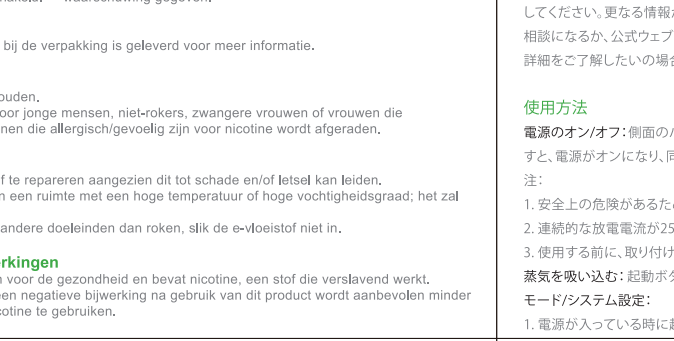 waarschuwing gegeven.
bij de verpakking is geleverd voor meer informatie.
ouden.
oor jonge mensen, niet-rokers, zwangere vrouwen of vrouwen die
nen die allergisch/gevoelig zijn voor nicotine wordt afgeraden.
f te repareren aangezien dit tot schade en/of letsel kan leiden.
n een ruimte met een hoge temperatuur of hoge vochtigheidsgraad; het zal
andere doeleinden dan roken, slik de e-vloeistof niet in.
rkingen
n voor de gezondheid en bevat nicotine, een stof die verslavend werkt.
een negatieve bijwerking na gebruik van dit product wordt aanbevolen minder
cotine te gebruiken.
してください。更なる情報
相談になるか、公式ウェブ
詳細をご了解したいの場合
使用方法
電源のオン/オフ：側面の
すと、電源がオンになり、同
注：
1. 安全上の危険があるため
2. 連続的な放電電流が25
3. 使用する前に、取り付け
蒸気を吸い込む：起動ボタ
モード/システム設定：
1. 電源が入っている時に起